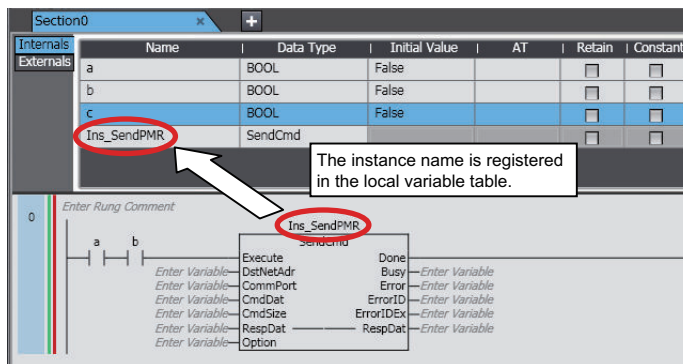 Section0 × +
Internals
Externals
Name Data Type Initial Value AT Retain Constant
a BOOL False
b BOOL False
c BOOL False
Ins_SendPMR SendCmd
The instance name is registered
in the local variable table.
0 Enter Rung Comment
Ins_SendPMR
a b SendCmd
Execute Done
Enter Variable DstNetAdr Busy Enter Variable
Enter Variable CommPort Error Enter Variable
Enter Variable CmdDat ErrorID Enter Variable
Enter Variable CmdSize ErrorIDEx Enter Variable
Enter Variable RespDat RespDat Enter Variable
Enter Variable Option